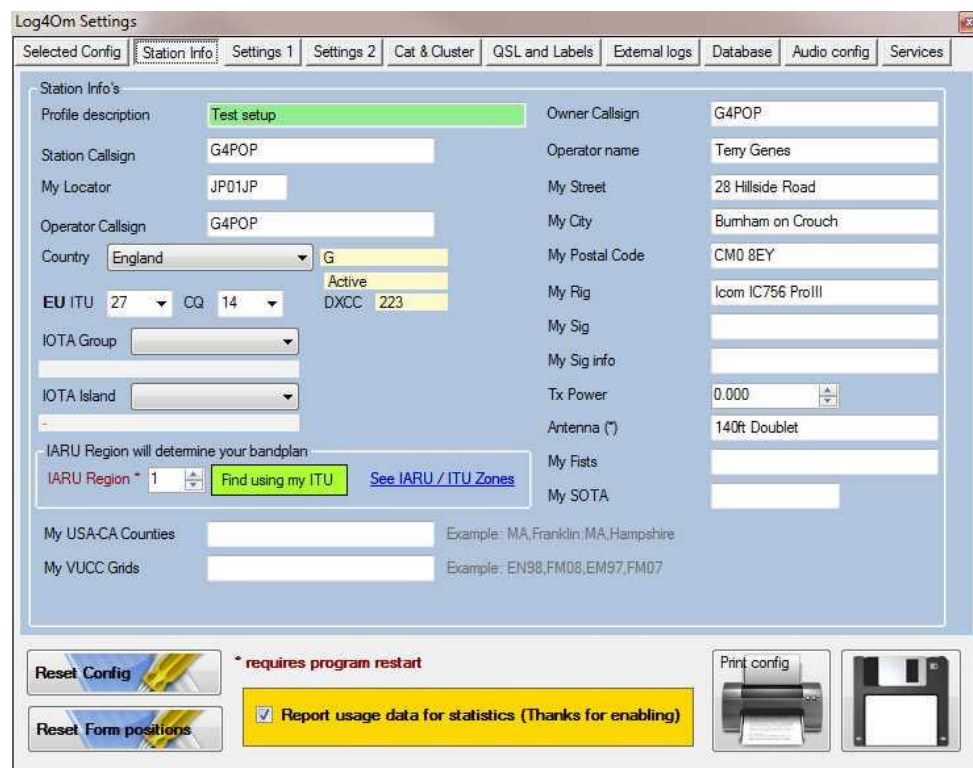 Log4Om Settings
Selected Config Station Info Settings 1 Settings 2 Cat & Cluster QSL and Labels External logs Database Audio config Services
Station Info's
Profile description Test setup
Station Callsign G4POP
My Locator JP01JP
Operator Callsign G4POP
Country England G
Active
EU ITU 27 CQ 14 DXCC 223
IOTA Group
IOTA Island
-
IARU Region will determine your bandplan
IARU Region * 1 Find using my ITU See IARU / ITU Zones
Owner Callsign G4POP
Operator name Terry Genes
My Street 28 Hillside Road
My City Burnham on Crouch
My Postal Code CM0 8EY
My Rig Icom IC756 ProIII
My Sig
My Sig info
Tx Power 0.000
Antenna (*) 140ft Doublet
My Fists
My SOTA
My USA-CA Counties Example: MA,Franklin:MA,Hampshire
My VUCC Grids Example: EN98,FM08,EM97,FM07
Reset Config
Reset Form positions
* requires program restart
Report usage data for statistics (Thanks for enabling)
Print config